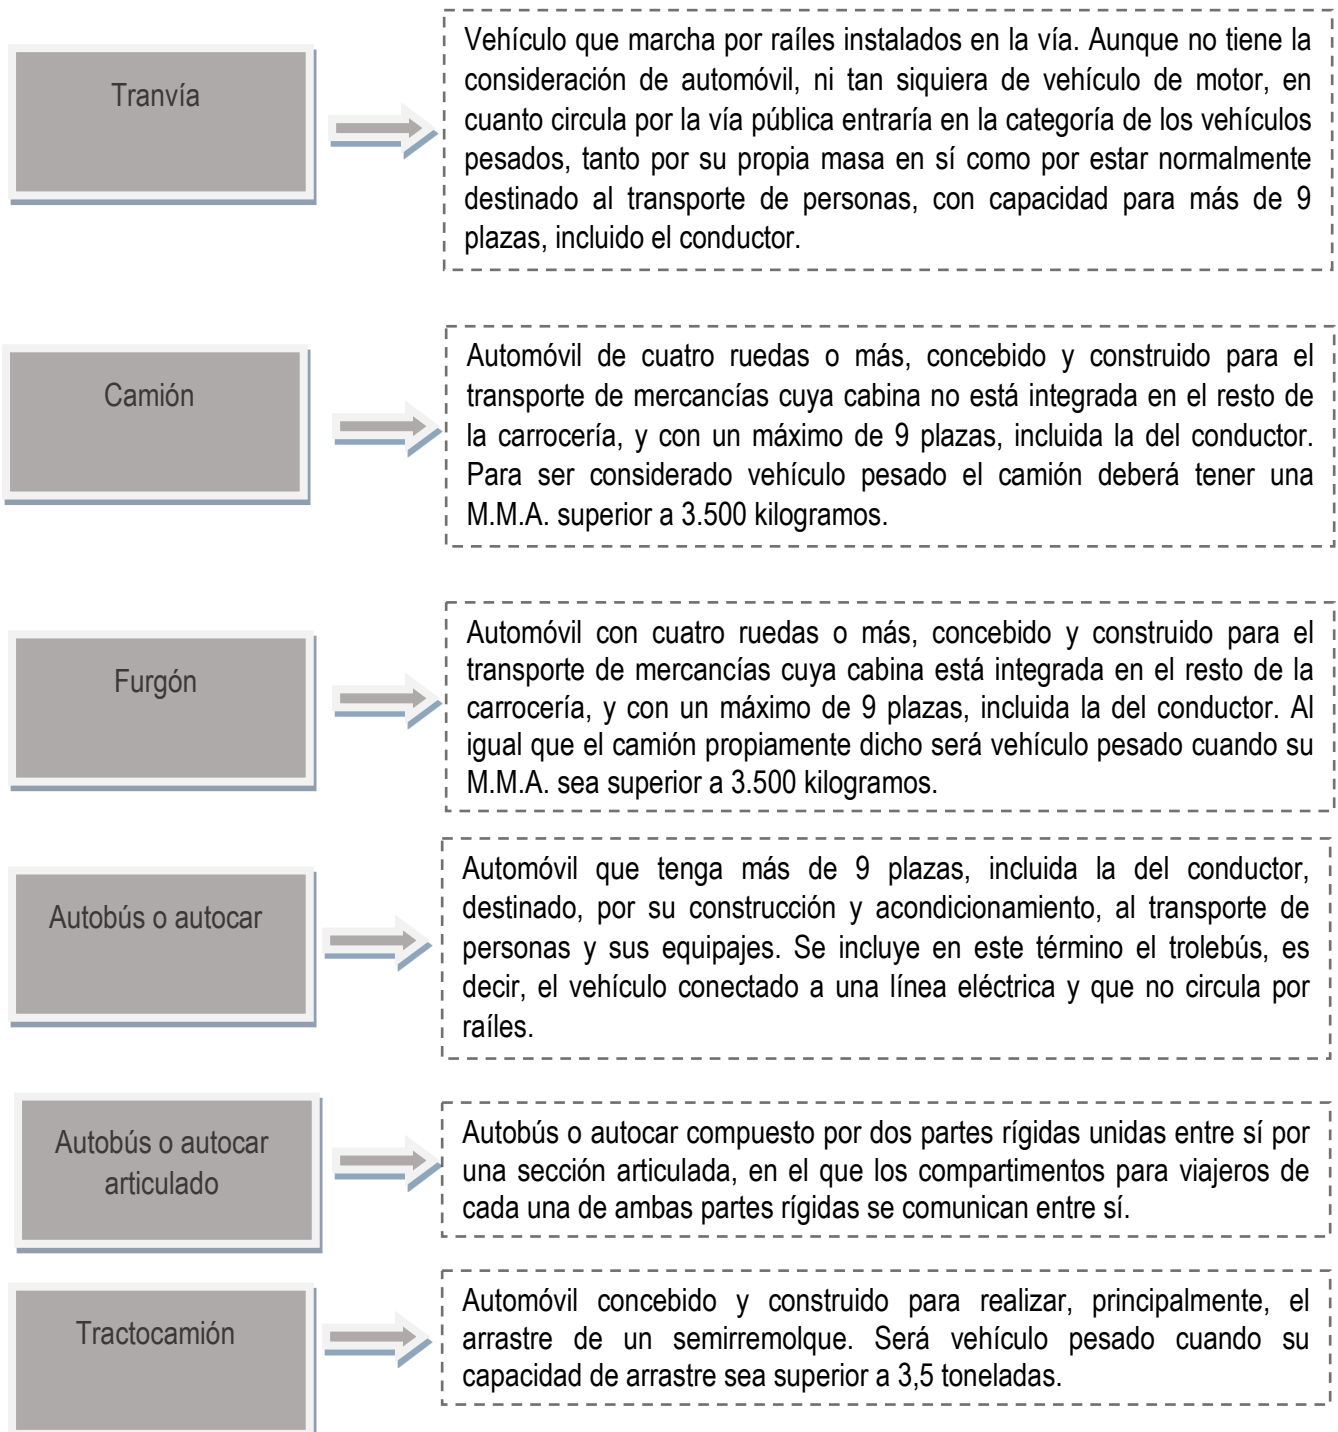 Tranvía
Vehículo que marcha por raíles instalados en la vía. Aunque no tiene la
consideración de automóvil, ni tan siquiera de vehículo de motor, en
cuanto circula por la vía pública entraría en la categoría de los vehículos
pesados, tanto por su propia masa en sí como por estar normalmente
destinado al transporte de personas, con capacidad para más de 9
plazas, incluido el conductor.
Camión
Automóvil de cuatro ruedas o más, concebido y construido para el
transporte de mercancías cuya cabina no está integrada en el resto de
la carrocería, y con un máximo de 9 plazas, incluida la del conductor.
Para ser considerado vehículo pesado el camión deberá tener una
M.M.A. superior a 3.500 kilogramos.
Furgón
Automóvil con cuatro ruedas o más, concebido y construido para el
transporte de mercancías cuya cabina está integrada en el resto de la
carrocería, y con un máximo de 9 plazas, incluida la del conductor. Al
igual que el camión propiamente dicho será vehículo pesado cuando su
M.M.A. sea superior a 3.500 kilogramos.
Autobús o autocar
Automóvil que tenga más de 9 plazas, incluida la del conductor,
destinado, por su construcción y acondicionamiento, al transporte de
personas y sus equipajes. Se incluye en este término el trolebús, es
decir, el vehículo conectado a una línea eléctrica y que no circula por
raíles.
Autobús o autocar
articulado
Autobús o autocar compuesto por dos partes rígidas unidas entre sí por
una sección articulada, en el que los compartimentos para viajeros de
cada una de ambas partes rígidas se comunican entre sí.
Tractocamión
Automóvil concebido y construido para realizar, principalmente, el
arrastre de un semirremolque. Será vehículo pesado cuando su
capacidad de arrastre sea superior a 3,5 toneladas.